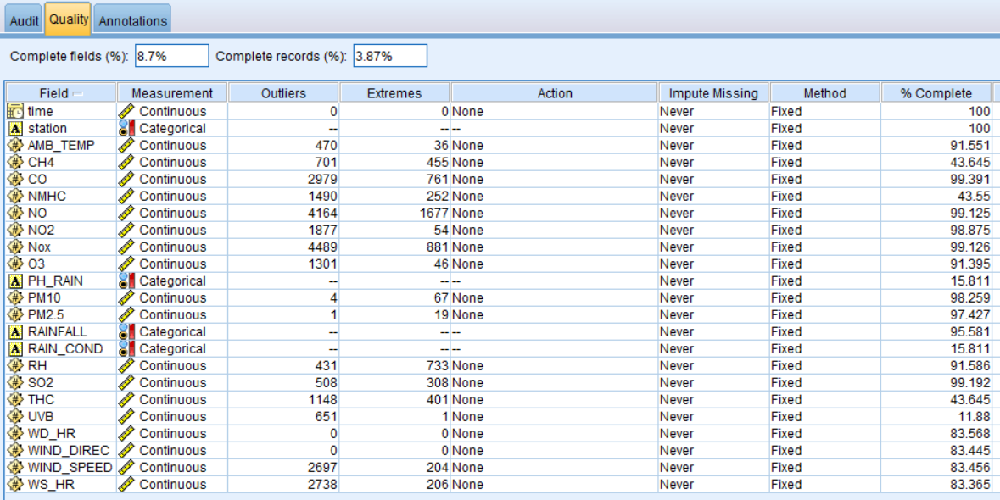 Audit Quality Annotations
Complete fields (%): 8.7% Complete records (%): 3.87%
Field Measurement Outliers Extremes Action Impute Missing Method % Complete
time Continuous 0 0 None Never Fixed 100
A station Categorical -- -- -- Never Fixed 100
# AMB_TEMP Continuous 470 36 None Never Fixed 91.551
# CH4 Continuous 701 455 None Never Fixed 43.645
# CO Continuous 2979 761 None Never Fixed 99.391
# NMHC Continuous 1490 252 None Never Fixed 43.55
# NO Continuous 4164 1677 None Never Fixed 99.125
# NO2 Continuous 1877 54 None Never Fixed 98.875
# Nox Continuous 4489 881 None Never Fixed 99.126
# O3 Continuous 1301 46 None Never Fixed 91.395
A PH_RAIN Categorical -- -- -- Never Fixed 15.811
# PM10 Continuous 4 67 None Never Fixed 98.259
# PM2.5 Continuous 1 19 None Never Fixed 97.427
A RAINFALL Categorical -- -- -- Never Fixed 95.581
A RAIN_COND Categorical -- -- -- Never Fixed 15.811
# RH Continuous 431 733 None Never Fixed 91.586
# SO2 Continuous 508 308 None Never Fixed 99.192
# THC Continuous 1148 401 None Never Fixed 43.645
# UVB Continuous 651 1 None Never Fixed 11.88
# WD_HR Continuous 0 0 None Never Fixed 83.568
# WIND_DIREC Continuous 0 0 None Never Fixed 83.445
# WIND_SPEED Continuous 2697 204 None Never Fixed 83.456
# WS_HR Continuous 2738 206 None Never Fixed 83.365